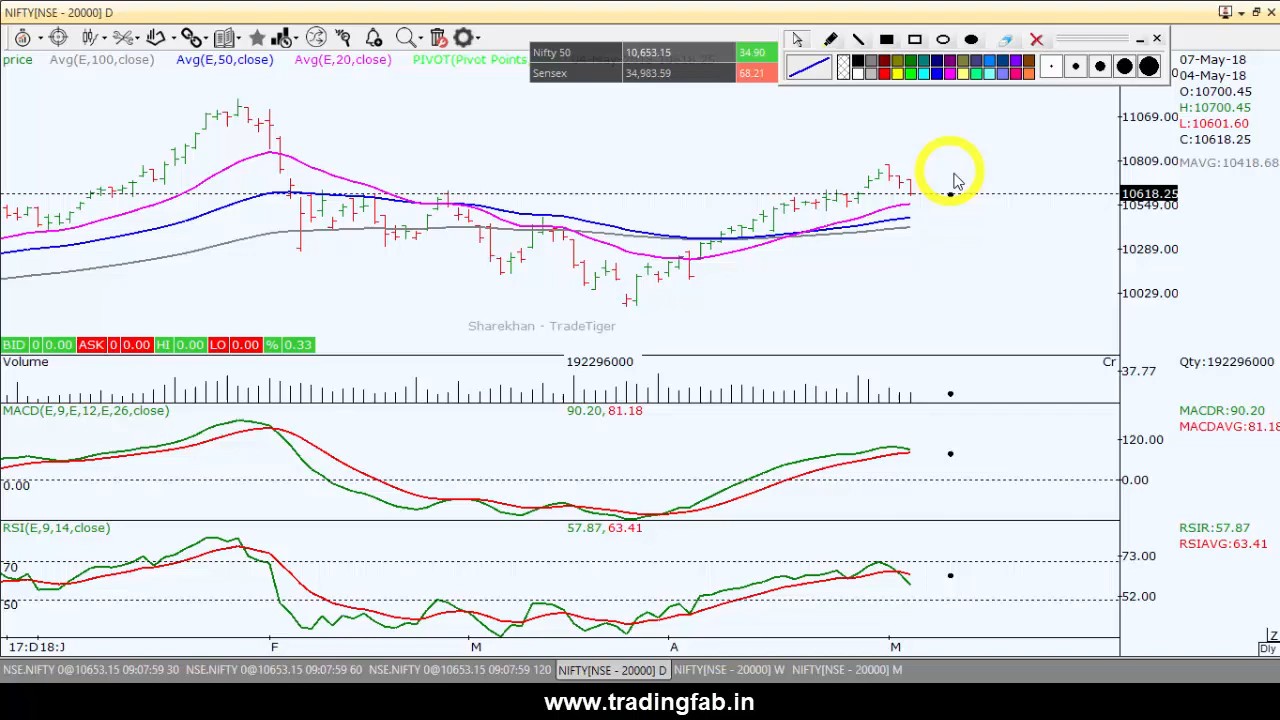 NIFTY[NSE - 20000] D
Nifty 50 10,653.15 34.90
Sensex 34,983.59 68.21
price Avg(E,100,close) Avg(E,50,close) Avg(E,20,close) PIVOT(Pivot Points,
07-May-18
04-May-18
O:10700.45
H:10700.45
L:10601.60
C:10618.25
MAVG:10418.68
11069.00
10809.00
10618.25
10549.00
10289.00
10029.00
Sharekhan - TradeTiger
BID 0 0.00 ASK 0 0.00 HI 0.00 LO 0.00 % 0.33
Volume 192296000 Cr Qty:192296000
37.77
MACD(E,9,E,12,E,26,close) 90.20,81.18 MACDR:90.20
MACDAVG:81.18
120.00
0.00 0.00
RSI(E,9,14,close) 57.87,63.41 RSIR:57.87
RSIAVG:63.41
73.00
70
52.00
50
17:D18:J F M A M
Z
Dly
NSE.NIFTY 0@10653.15 09:07:59 30 NSE.NIFTY 0@10653.15 09:07:59 60 NSE.NIFTY 0@10653.15 09:07:59 120 NIFTY[NSE - 20000] D NIFTY[NSE - 20000] W NIFTY[NSE - 20000] M
www.tradingfab.in